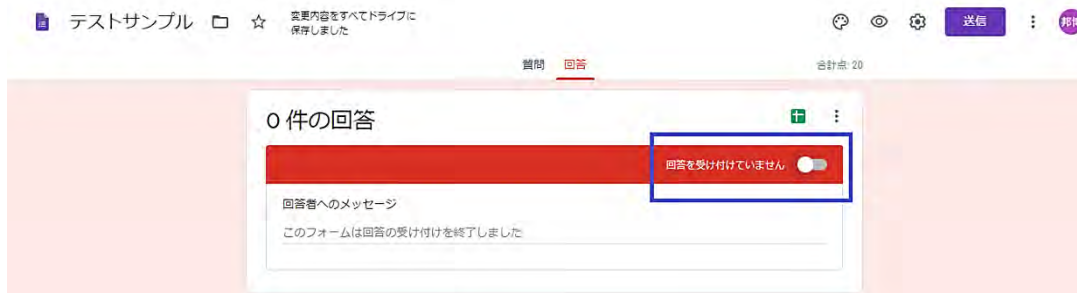 テストサンプル
変更内容をすべてドライブに
保存しました
送信
邦博
質問 回答
合計点: 20
0 件の回答
回答を受け付けていません
回答者へのメッセージ
このフォームは回答の受け付けを終了しました